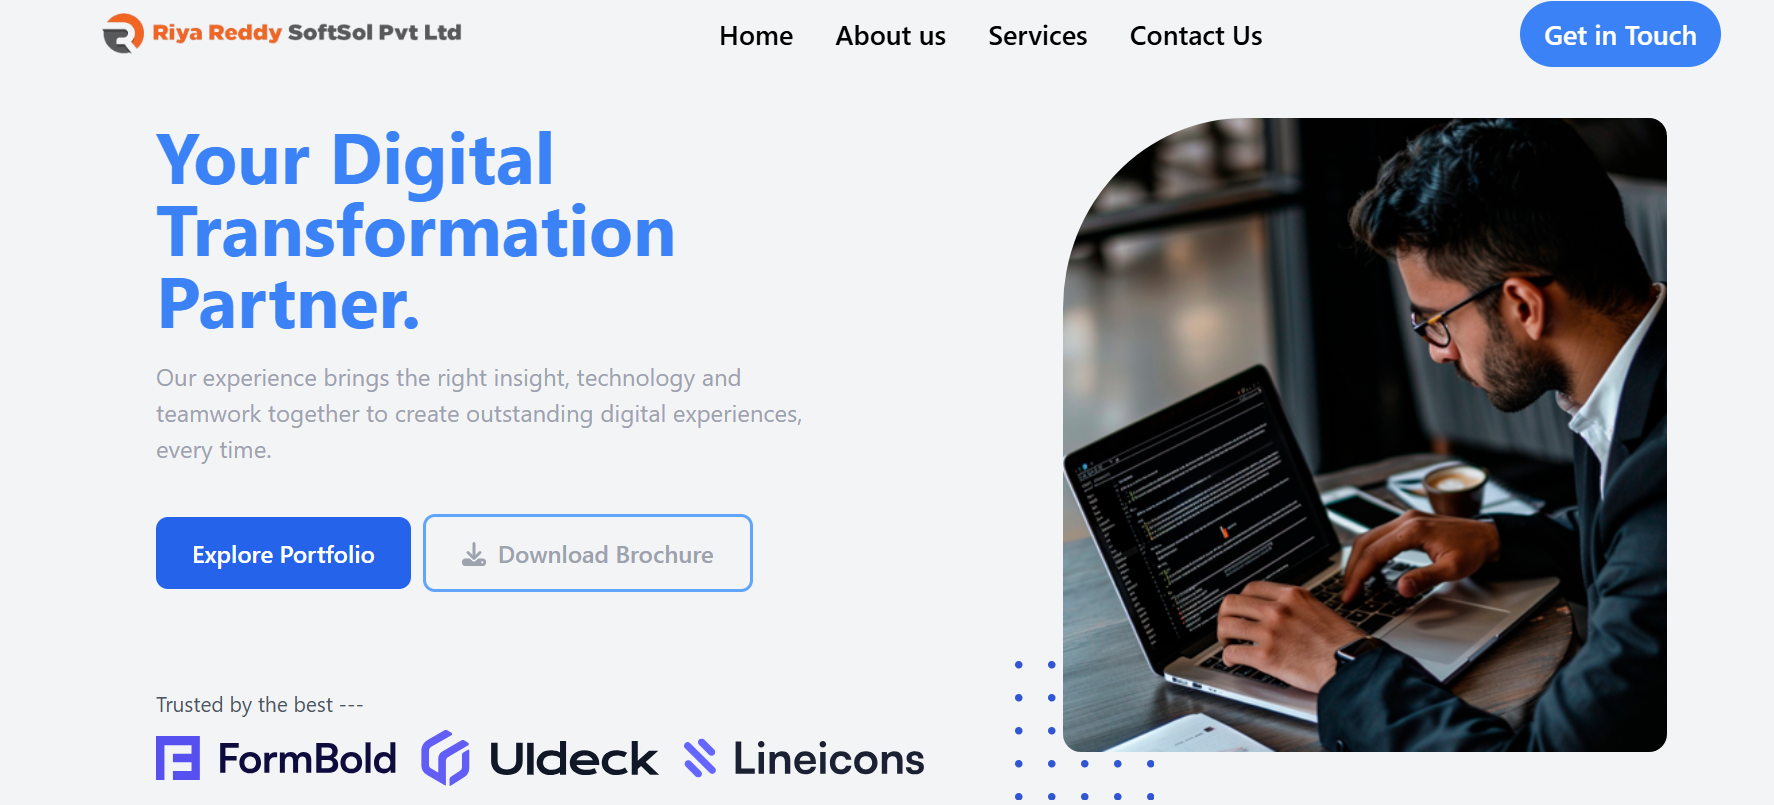 Riya Reddy SoftSol Pvt Ltd
Home
About us
Services
Contact Us
Get in Touch
Your Digital
Transformation
Partner.
Our experience brings the right insight, technology and
teamwork together to create outstanding digital experiences,
every time.
Explore Portfolio
Download Brochure
Trusted by the best ---
FormBold
UIdeck
Lineicons